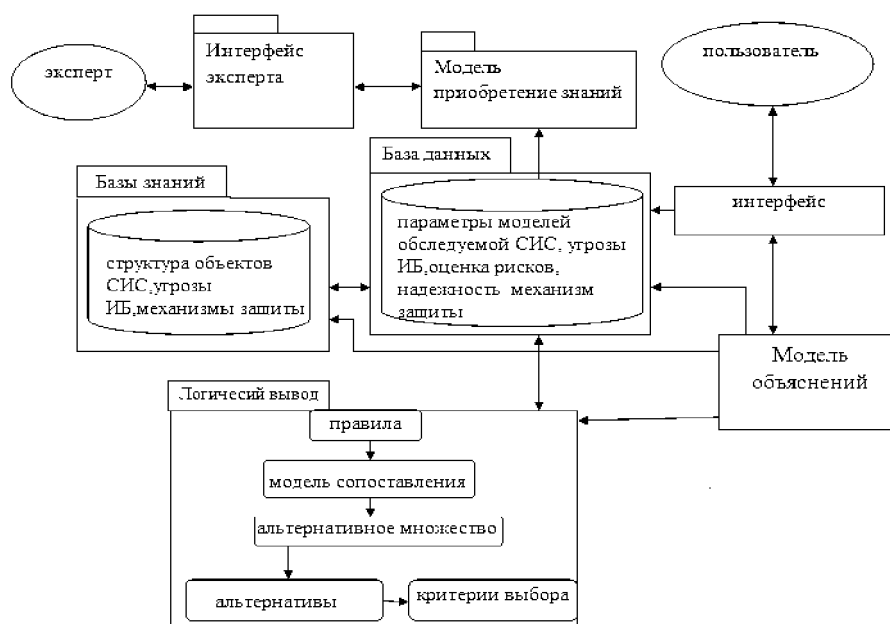 эксперт
Интерфейс
эксперта
Модель
приобретение знаний
пользователь
База данных
Базы знаний
параметры моделей
обследуемой СИС, угрозы
ИБ,оценка рисков,
надежность механизм
защиты
интерфейс
структура объектов
СИС,угрозы
ИБ,механизмы защиты
Модель
объяснений
Логичесий вывод
правила
модель сопоставления
альтернативное множество
альтернативы
критерии выбора